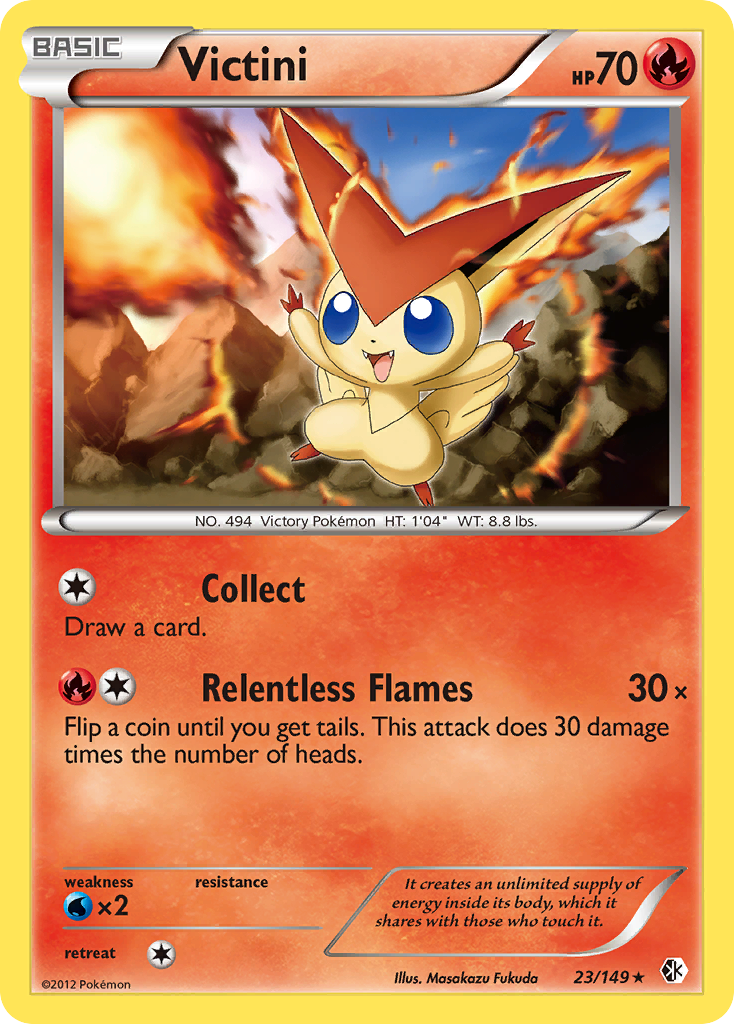 BASIC
Victini
HP70
NO. 494 Victory Pokémon HT: 1'04" WT: 8.8 lbs.
Collect
Draw a card.
Relentless Flames 30×
Flip a coin until you get tails. This attack does 30 damage
times the number of heads.
weakness resistance
×2
It creates an unlimited supply of
energy inside its body, which it
shares with those who touch it.
retreat
©2012 Pokémon
Illus. Masakazu Fukuda
23/149 ★